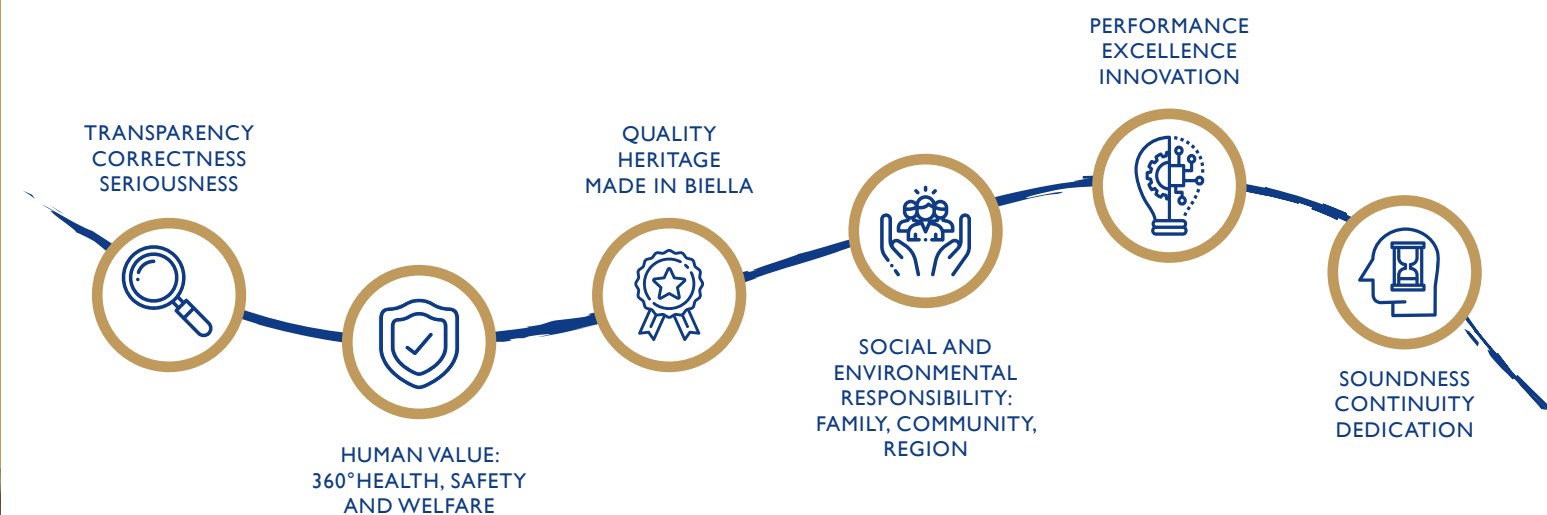 TRANSPARENCY
CORRECTNESS
SERIOUSNESS
HUMAN VALUE:
360°HEALTH, SAFETY
AND WELFARE
QUALITY
HERITAGE
MADE IN BIELLA
SOCIAL AND
ENVIRONMENTAL
RESPONSIBILITY:
FAMILY, COMMUNITY,
REGION
PERFORMANCE
EXCELLENCE
INNOVATION
SOUNDNESS
CONTINUITY
DEDICATION